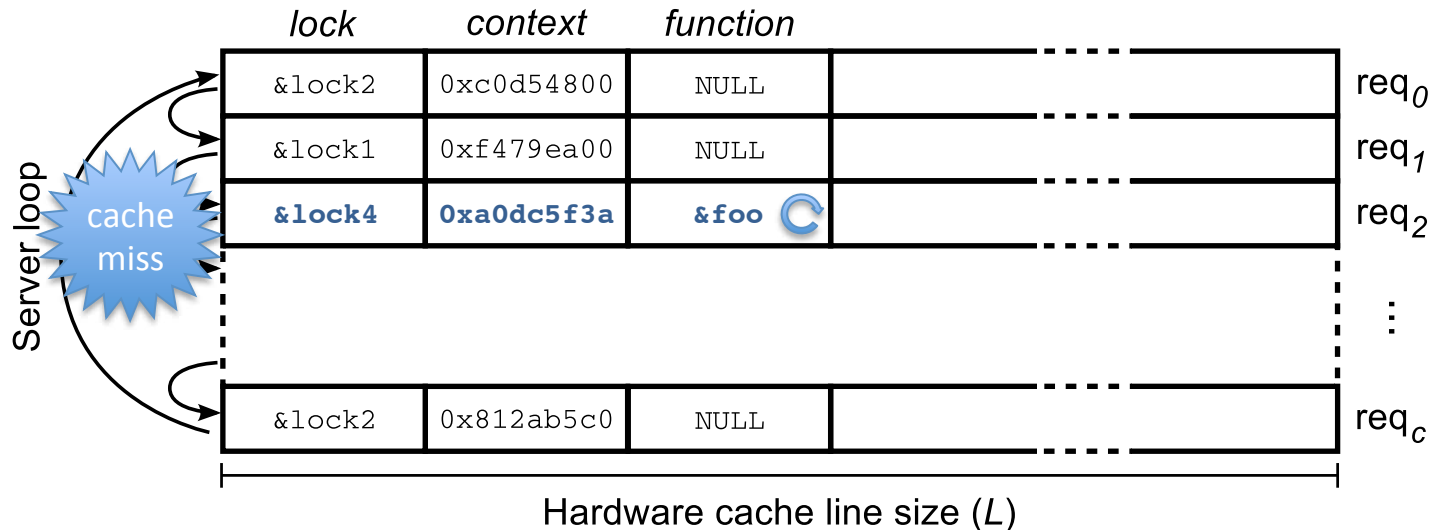 lock context function
&lock2 0xc0d54800 NULL req0
&lock1 0xf479ea00 NULL req1
&lock4 0xa0dc5f3a &foo req2
cache
miss
Server loop
...
&lock2 0x812ab5c0 NULL reqc
Hardware cache line size (L)